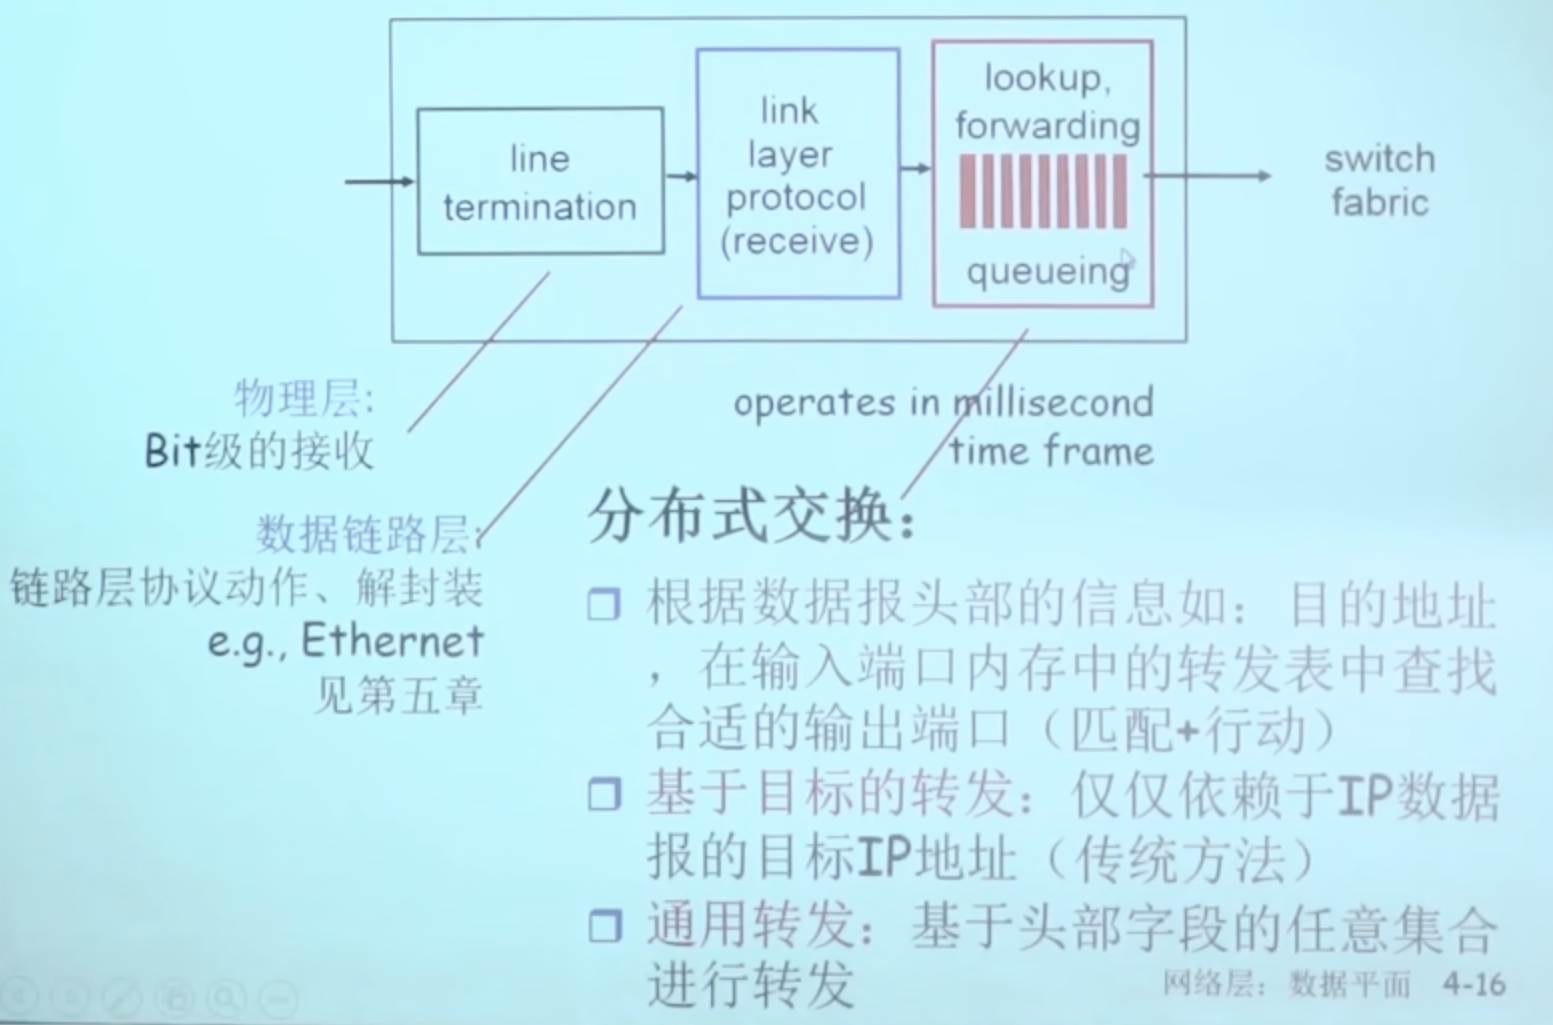 line
termination
link
layer
protocol
(receive)
lookup,
forwarding
queueing
switch
fabric
物理层:
Bit级的接收
数据链路层:
链路层协议动作、解封装
e.g., Ethernet
见第五章
operates in millisecond
time frame
分布式交换：
根据数据报头部的信息如：目的地址
，在输入端口内存中的转发表中查找
合适的输出端口（匹配+行动）
基于目标的转发：仅仅依赖于IP数据
报的目标IP地址（传统方法）
通用转发：基于头部字段的任意集合
进行转发
网络层：数据平面 4-16